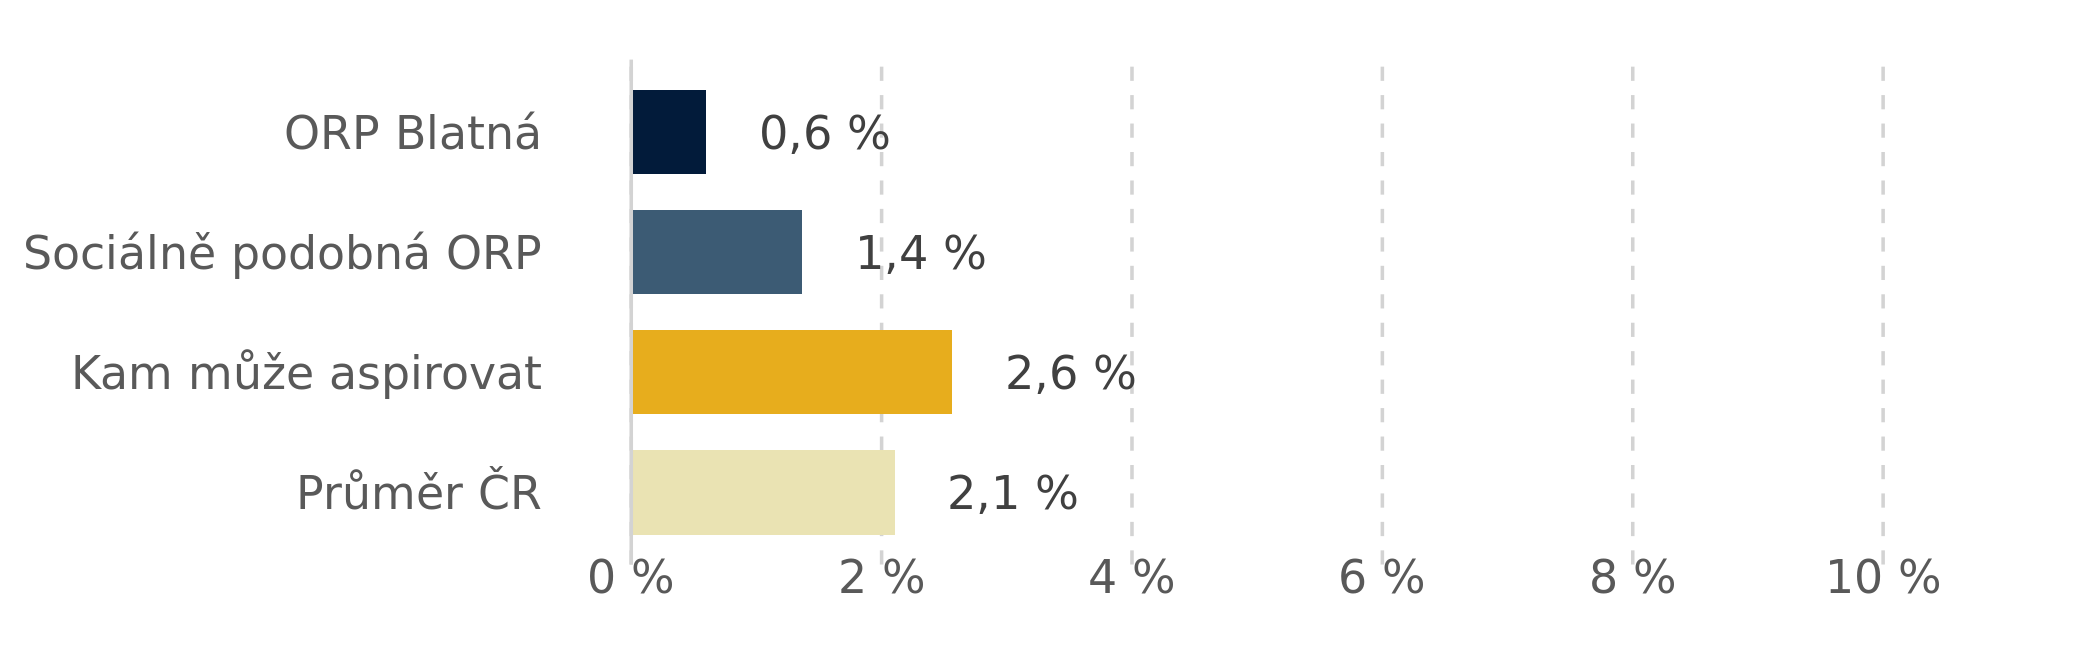 ORP Blatná 0,6 %
Sociálně podobná ORP 1,4 %
Kam může aspirovat 2,6 %
Průměr ČR 2,1 %
0 % 2 % 4 % 6 % 8 % 10 %